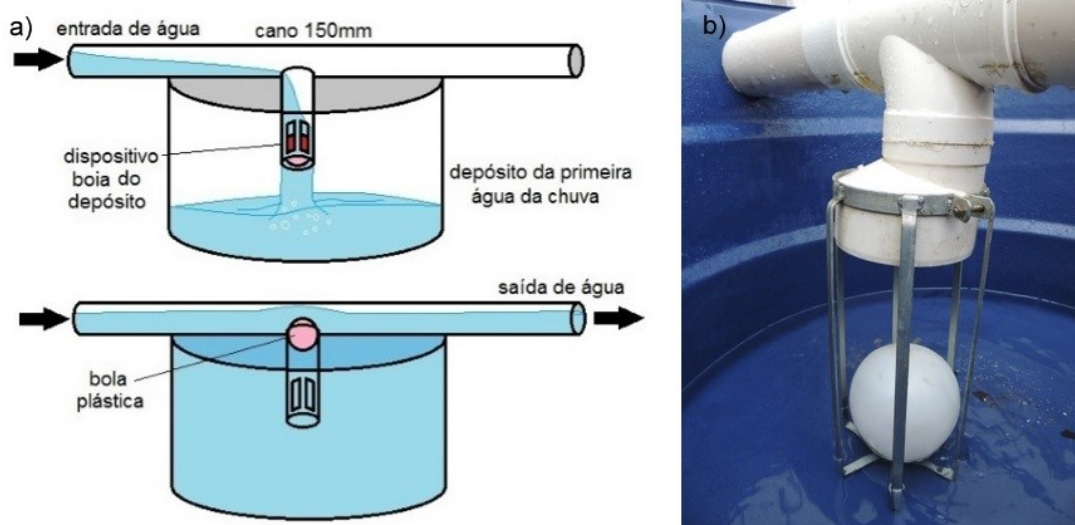 a)
entrada de água
cano 150mm
dispositivo
boia do
depósito
depósito da primeira
água da chuva
saída de água
bola
plástica
b)